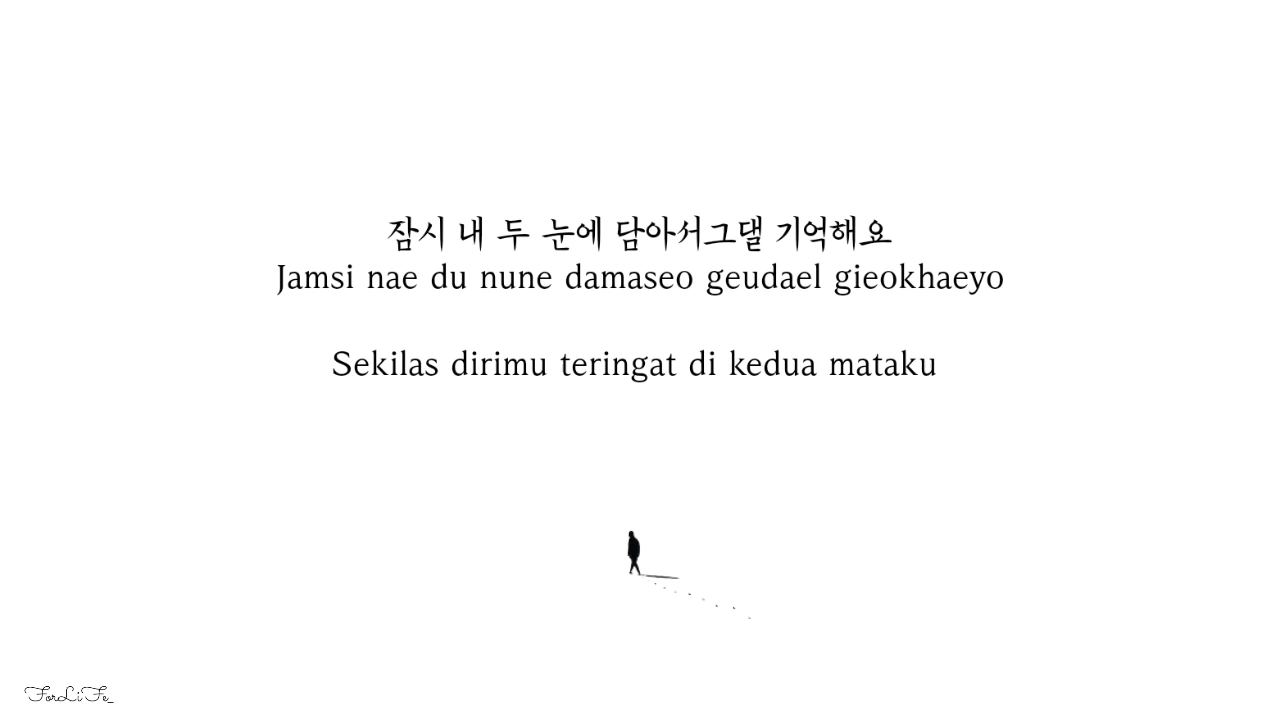 잠시 내 두 눈에 담아서그댈 기억해요
Jamsi nae du nune damaseo geudael gieokhaeyo
Sekilas dirimu teringat di kedua mataku
ForLiFe_